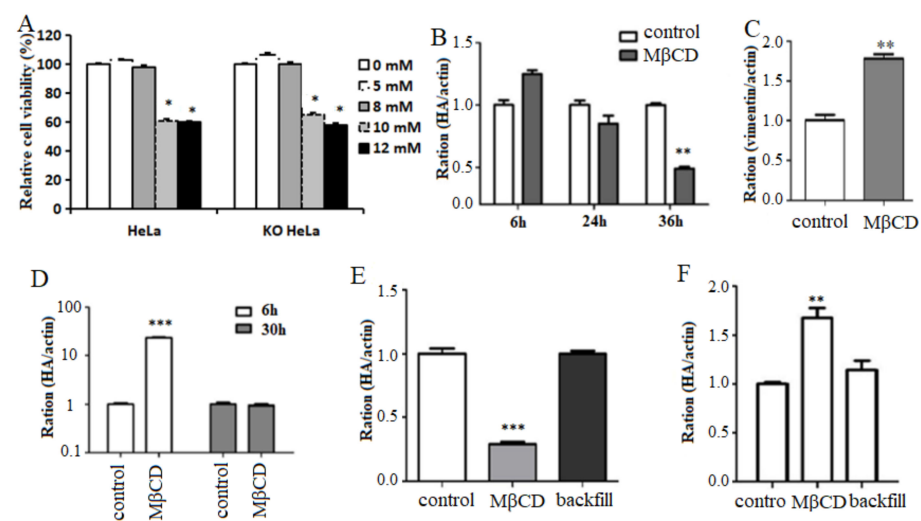 A
Relative cell viability (%)
120
100
80
60
40
20
0
*
*
*
*
HeLa
KO HeLa
0 mM
5 mM
8 mM
10 mM
12 mM
B
Ration (HA/actin)
1.5
1.0
0.5
0.0
control
MβCD
**
6h
24h
36h
C
Ration (vimentin/actin)
2.0
1.5
1.0
0.5
0.0
**
control
MβCD
D
Ration (HA/actin)
100
10
1
0.1
***
6h
30h
control
MβCD
control
MβCD
E
Ration (HA/actin)
1.5
1.0
0.5
0.0
***
control
MβCD
backfill
F
Ration (HA/actin)
2.0
1.5
1.0
0.5
0.0
**
contro
MβCD
backfill